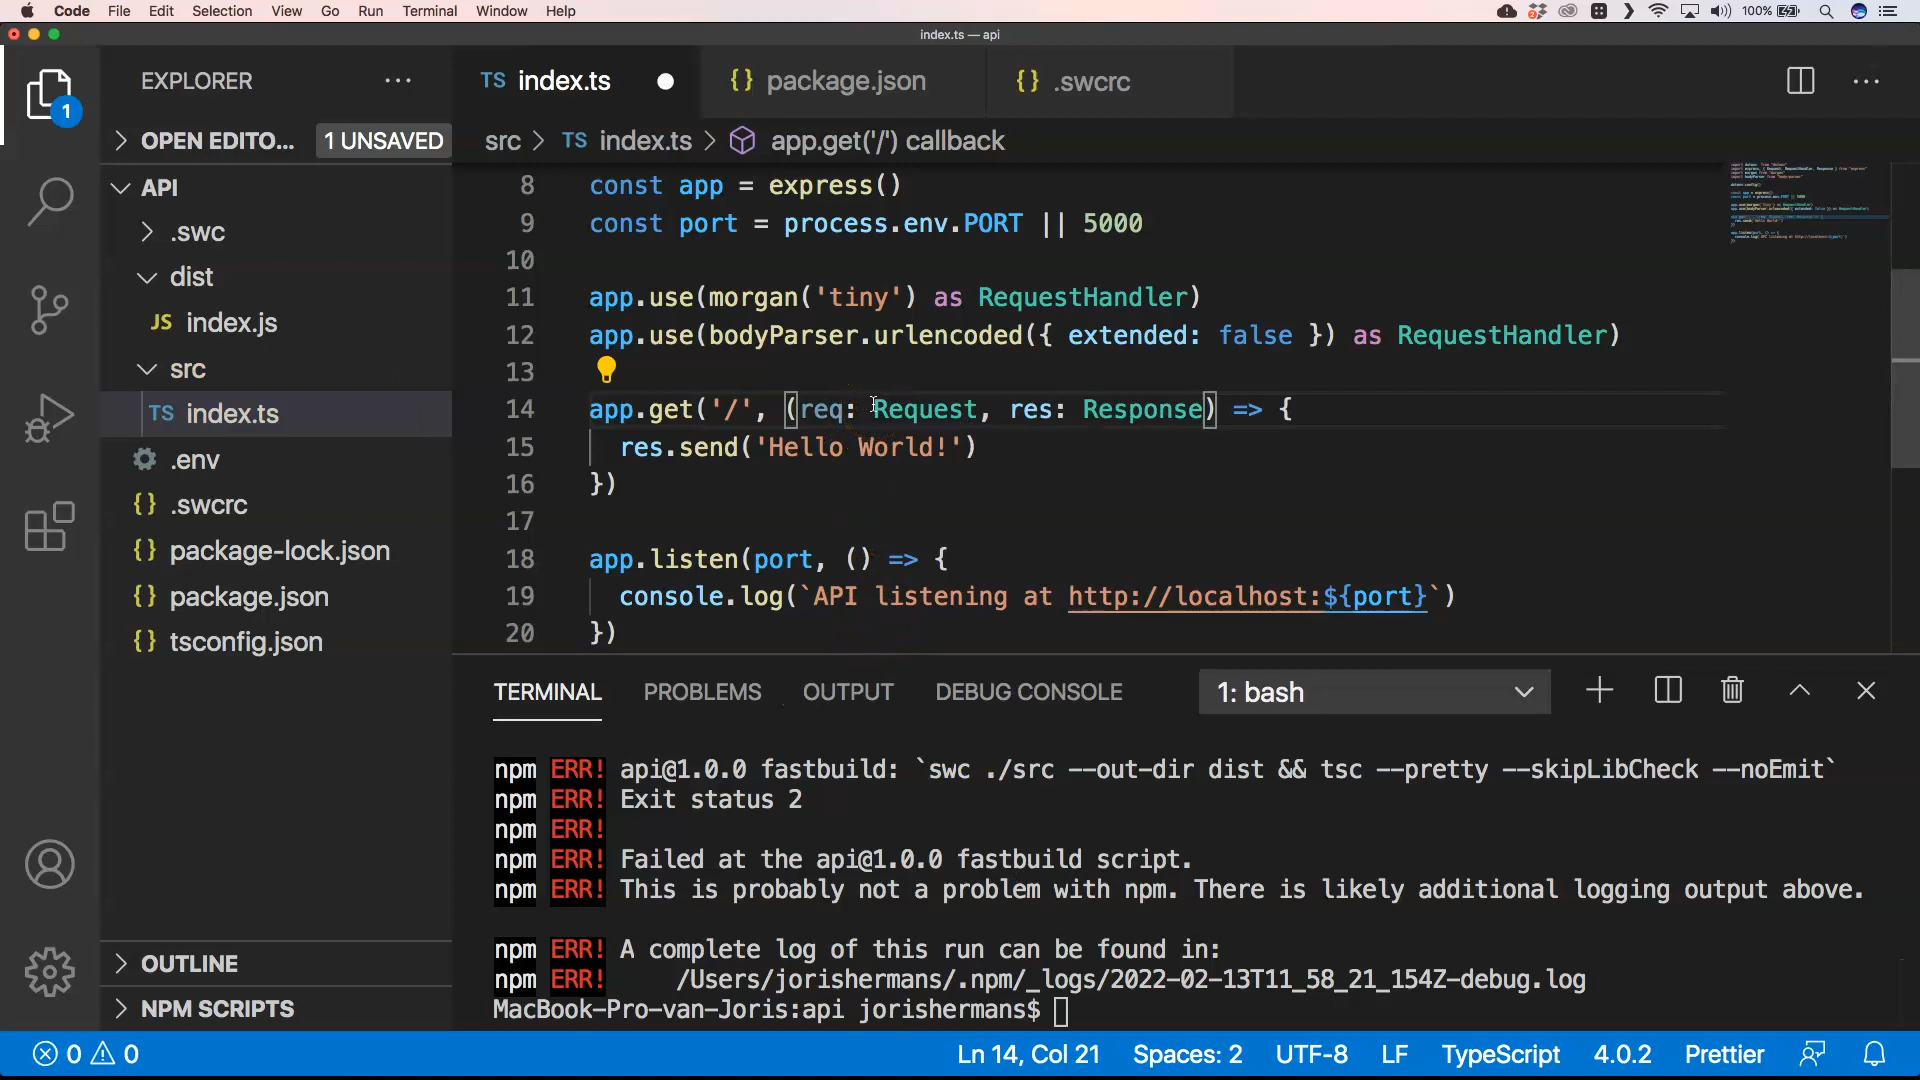 Code File Edit Selection View Go Run Terminal Window Help 100%
index.ts — api
EXPLORER
TS index.ts
{} package.json
{} .swcrc
1
OPEN EDITO... 1 UNSAVED
src > TS index.ts > app.get('/') callback
API
.swc
dist
JS index.js
src
TS index.ts
.env
{} .swcrc
{} package-lock.json
{} package.json
{} tsconfig.json
OUTLINE
NPM SCRIPTS
8 const app = express()
9 const port = process.env.PORT || 5000
10
11 app.use(morgan('tiny') as RequestHandler)
12 app.use(bodyParser.urlencoded({ extended: false }) as RequestHandler)
13
14 app.get('/', (req: Request, res: Response) => {
15 res.send('Hello World!')
16 })
17
18 app.listen(port, () => {
19 console.log(`API listening at http://localhost:${port}`)
20 })
TERMINAL PROBLEMS OUTPUT DEBUG CONSOLE 1: bash
npm ERR! api@1.0.0 fastbuild: `swc ./src --out-dir dist && tsc --pretty --skipLibCheck --noEmit`
npm ERR! Exit status 2
npm ERR!
npm ERR! Failed at the api@1.0.0 fastbuild script.
npm ERR! This is probably not a problem with npm. There is likely additional logging output above.
npm ERR! A complete log of this run can be found in:
npm ERR! /Users/jorishermans/.npm/_logs/2022-02-13T11_58_21_154Z-debug.log
MacBook-Pro-van-Joris:api jorishermans$
0 0 Ln 14, Col 21 Spaces: 2 UTF-8 LF TypeScript 4.0.2 Prettier